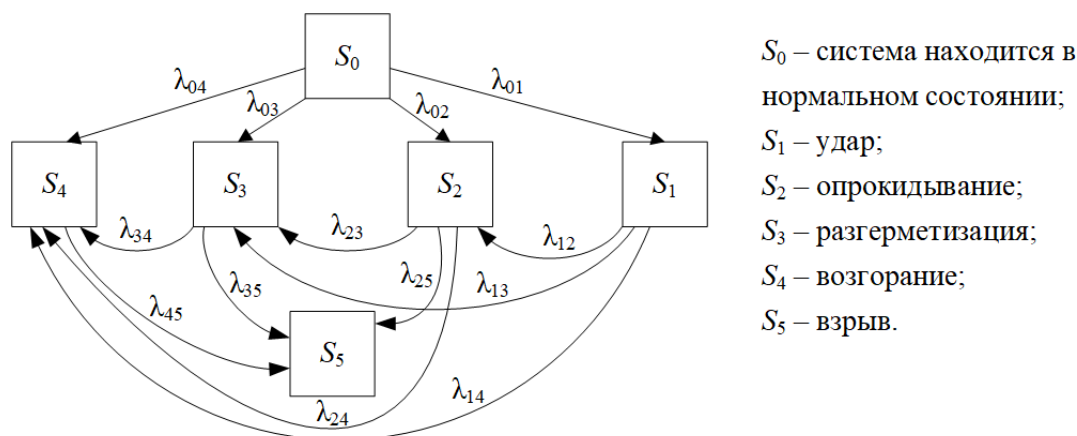 S₀
λ₀₄
λ₀₃
λ₀₂
λ₀₁
S₄
S₃
S₂
S₁
λ₃₄
λ₂₃
λ₁₂
λ₄₅
λ₃₅
λ₂₅
λ₁₃
S₅
λ₂₄
λ₁₄
S₀ – система находится в
нормальном состоянии;
S₁ – удар;
S₂ – опрокидывание;
S₃ – разгерметизация;
S₄ – возгорание;
S₅ – взрыв.